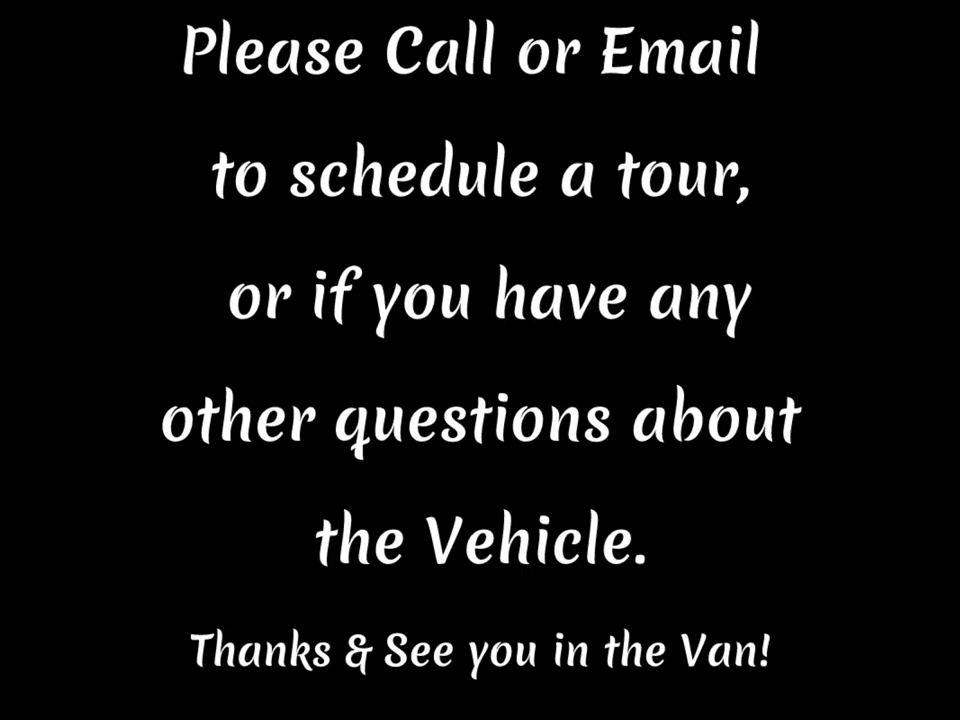 Please Call or Email
to schedule a tour,
or if you have any
other questions about
the Vehicle.
Thanks & See you in the Van!